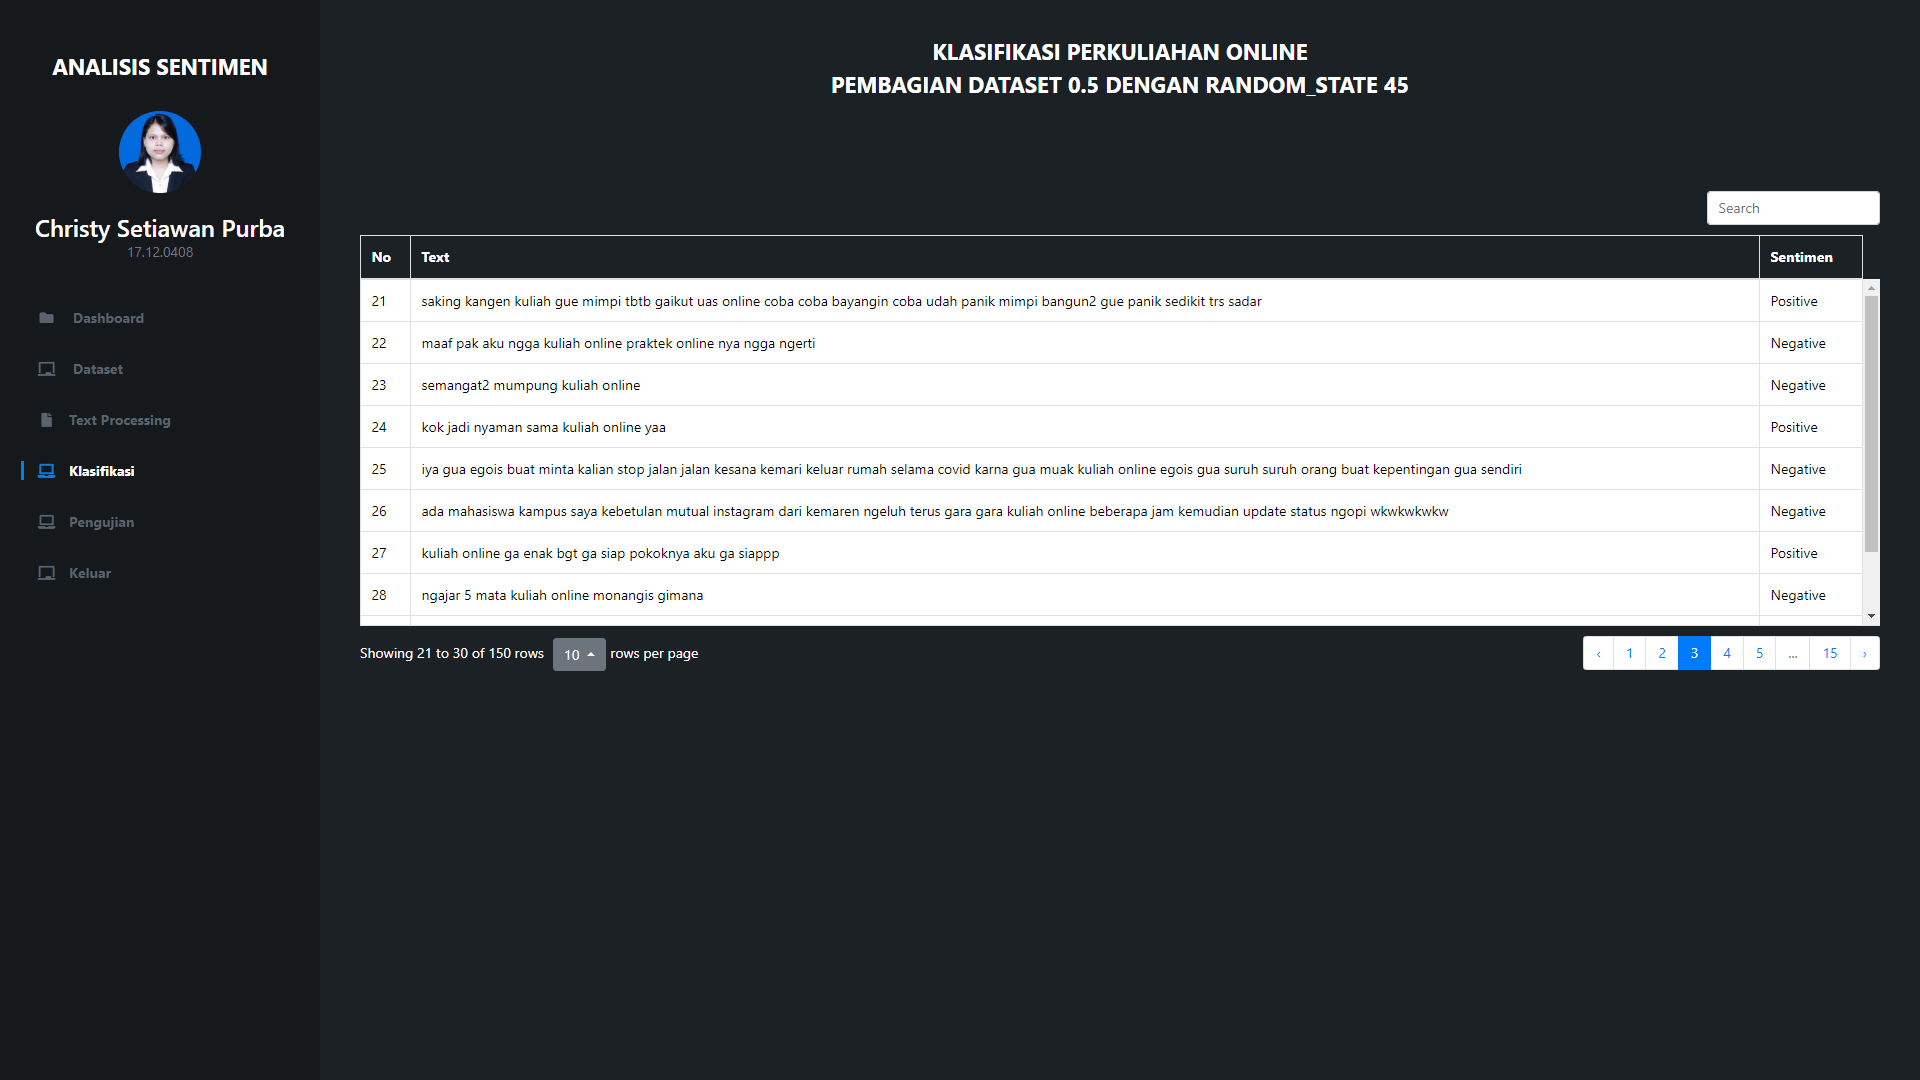 ANALISIS SENTIMEN
Christy Setiawan Purba
17.12.0408
Dashboard
Dataset
Text Processing
Klasifikasi
Pengujian
Keluar
KLASIFIKASI PERKULIAHAN ONLINE
PEMBAGIAN DATASET 0.5 DENGAN RANDOM_STATE 45
Search
No Text Sentimen
21 saking kangen kuliah gue mimpi tbtb gaikut uas online coba coba bayangin coba udah panik mimpi bangun2 gue panik sedikit trs sadar Positive
22 maaf pak aku ngga kuliah online praktek online nya ngga ngerti Negative
23 semangat2 mumpung kuliah online Negative
24 kok jadi nyaman sama kuliah online yaa Positive
25 iya gua egois buat minta kalian stop jalan jalan kesana kemari keluar rumah selama covid karna gua muak kuliah online egois gua suruh suruh orang buat kepentingan gua sendiri Negative
26 ada mahasiswa kampus saya kebetulan mutual instagram dari kemaren ngeluh terus gara gara kuliah online beberapa jam kemudian update status ngopi wkwkwkwkw Negative
27 kuliah online ga enak bgt ga siap pokoknya aku ga siappp Positive
28 ngajar 5 mata kuliah online monangis gimana Negative
Showing 21 to 30 of 150 rows 10 rows per page ‹ 1 2 3 4 5 ... 15 ›